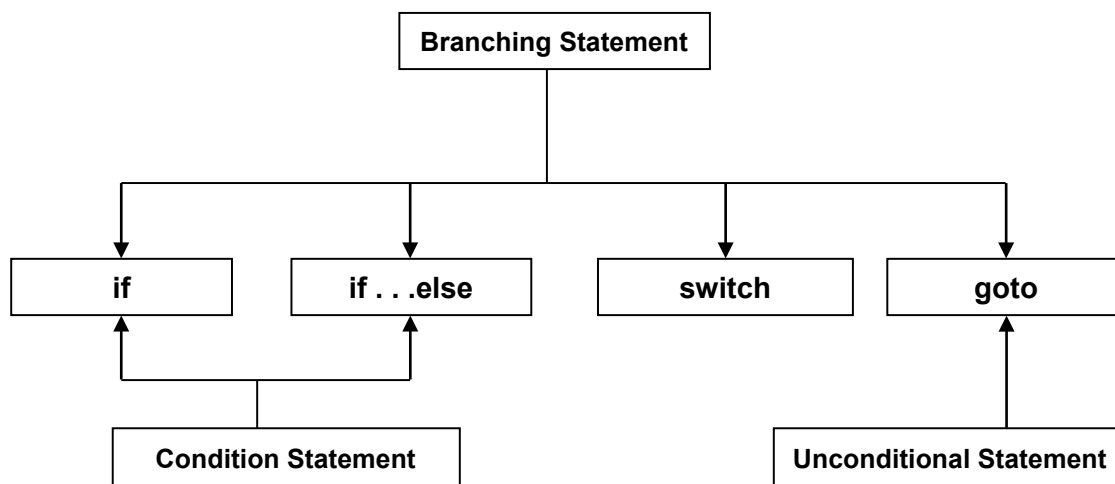 Branching Statement
if
if . . .else
switch
goto
Condition Statement
Unconditional Statement